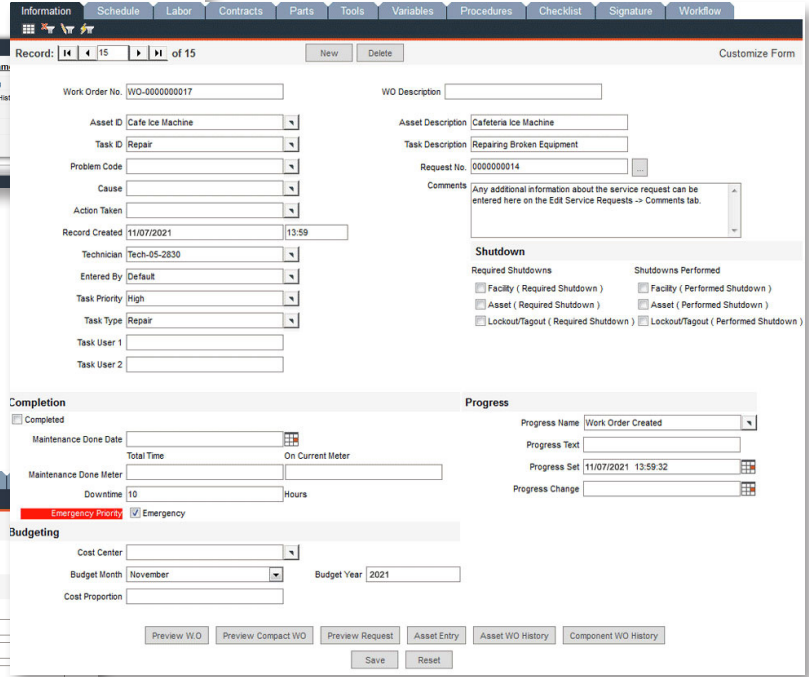 Information Schedule Labor Contracts Parts Tools Variables Procedures Checklist Signature Workflow
Record: 15 of 15 New Delete Customize Form
Work Order No. WO-0000000017 WO Description
Asset ID Cafe Ice Machine Asset Description Cafeteria Ice Machine
Task ID Repair Task Description Repairing Broken Equipment
Problem Code Request No. 0000000014 ...
Cause Comments Any additional information about the service request can be
entered here on the Edit Service Requests -> Comments tab.
Action Taken
Record Created 11/07/2021 13:59
Technician Tech-05-2830 Shutdown
Entered By Default Required Shutdowns Shutdowns Performed
Facility ( Required Shutdown ) Facility ( Performed Shutdown )
Task Priority High Asset ( Required Shutdown ) Asset ( Performed Shutdown )
Task Type Repair Lockout/Tagout ( Required Shutdown ) Lockout/Tagout ( Performed Shutdown )
Task User 1
Task User 2
Completion Progress
Completed Progress Name Work Order Created
Maintenance Done Date Progress Text
Total Time On Current Meter
Maintenance Done Meter Progress Set 11/07/2021 13:59:32
Downtime 10 Hours Progress Change
Emergency Priority Emergency
Budgeting
Cost Center
Budget Month November Budget Year 2021
Cost Proportion
Preview W.O Preview Compact WO Preview Request Asset Entry Asset WO History Component WO History
Save Reset